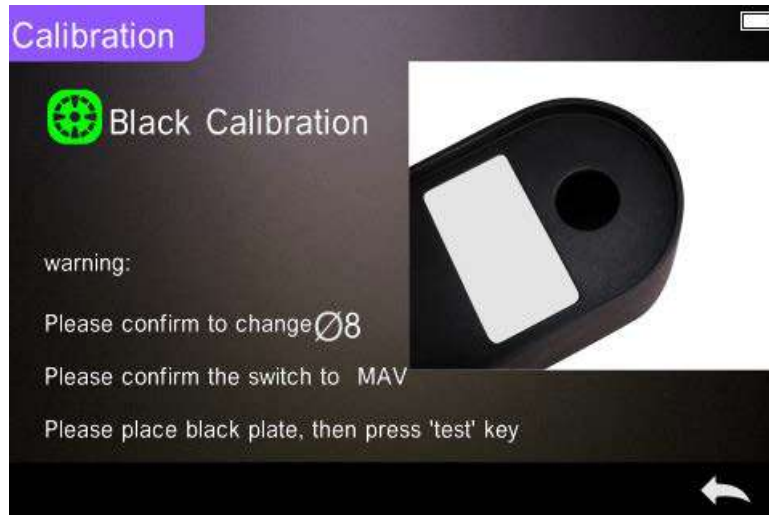 Calibration
Black Calibration
warning:
Please confirm to change∅8
Please confirm the switch to MAV
Please place black plate, then press 'test' key